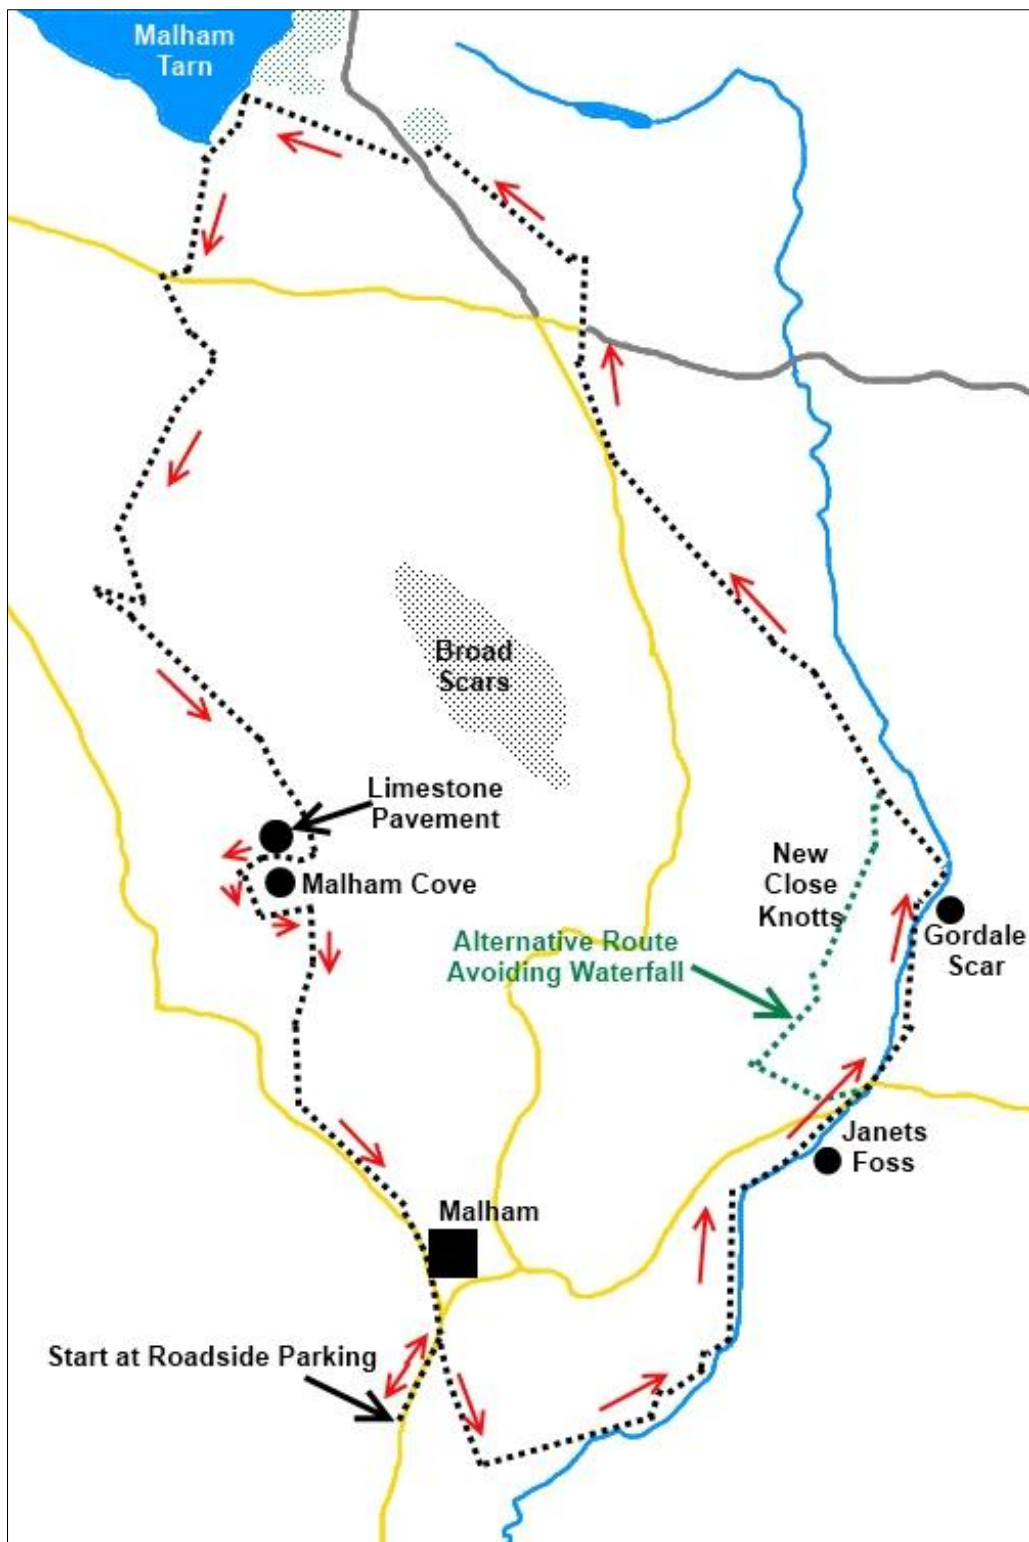 Malham
Tarn
Broad
Scars
Limestone
Pavement
Malham Cove
New
Close
Knotts
Gordale
Scar
Alternative Route
Avoiding Waterfall
Janets
Foss
Malham
Start at Roadside Parking